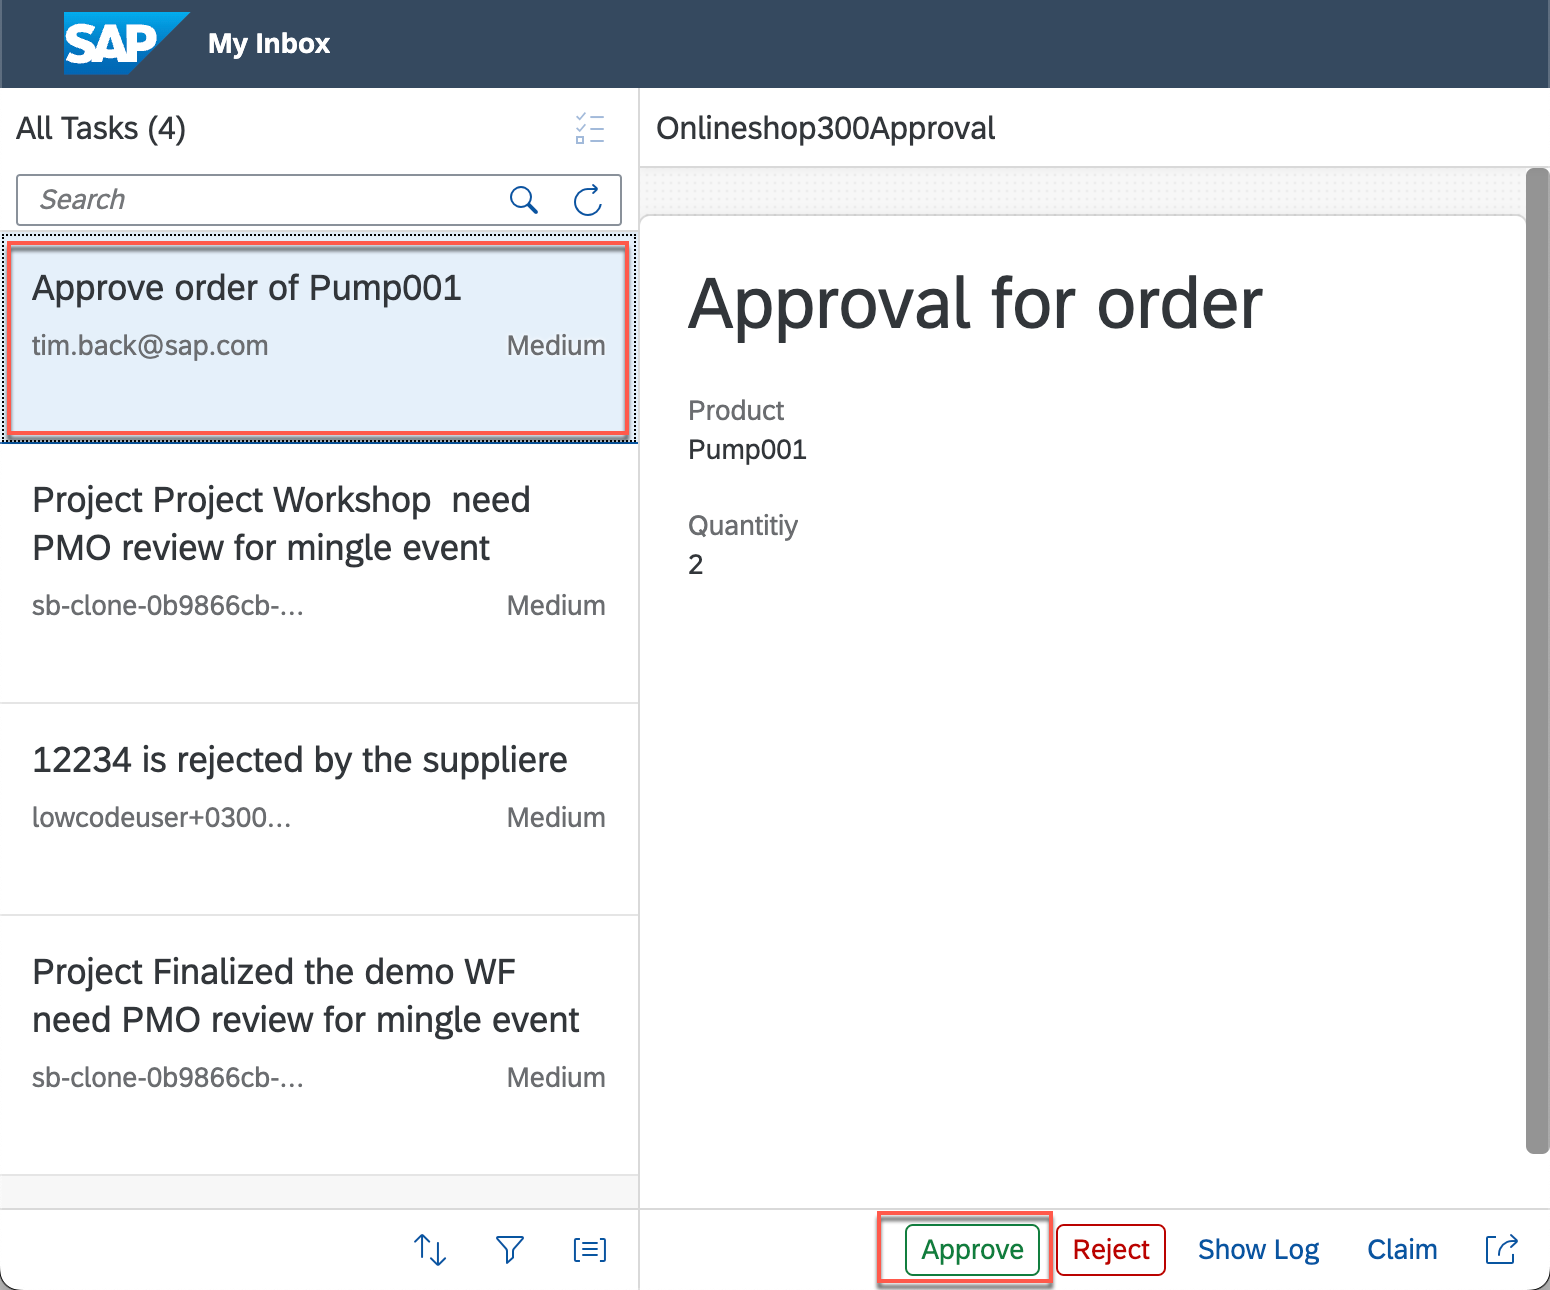 SAP My Inbox
All Tasks (4)
Search
Approve order of Pump001
tim.back@sap.com Medium
Project Project Workshop need
PMO review for mingle event
sb-clone-0b9866cb-... Medium
12234 is rejected by the suppliere
lowcodeuser+0300... Medium
Project Finalized the demo WF
need PMO review for mingle event
sb-clone-0b9866cb-... Medium
Onlineshop300Approval
Approval for order
Product
Pump001
Quantitiy
2
Approve Reject Show Log Claim